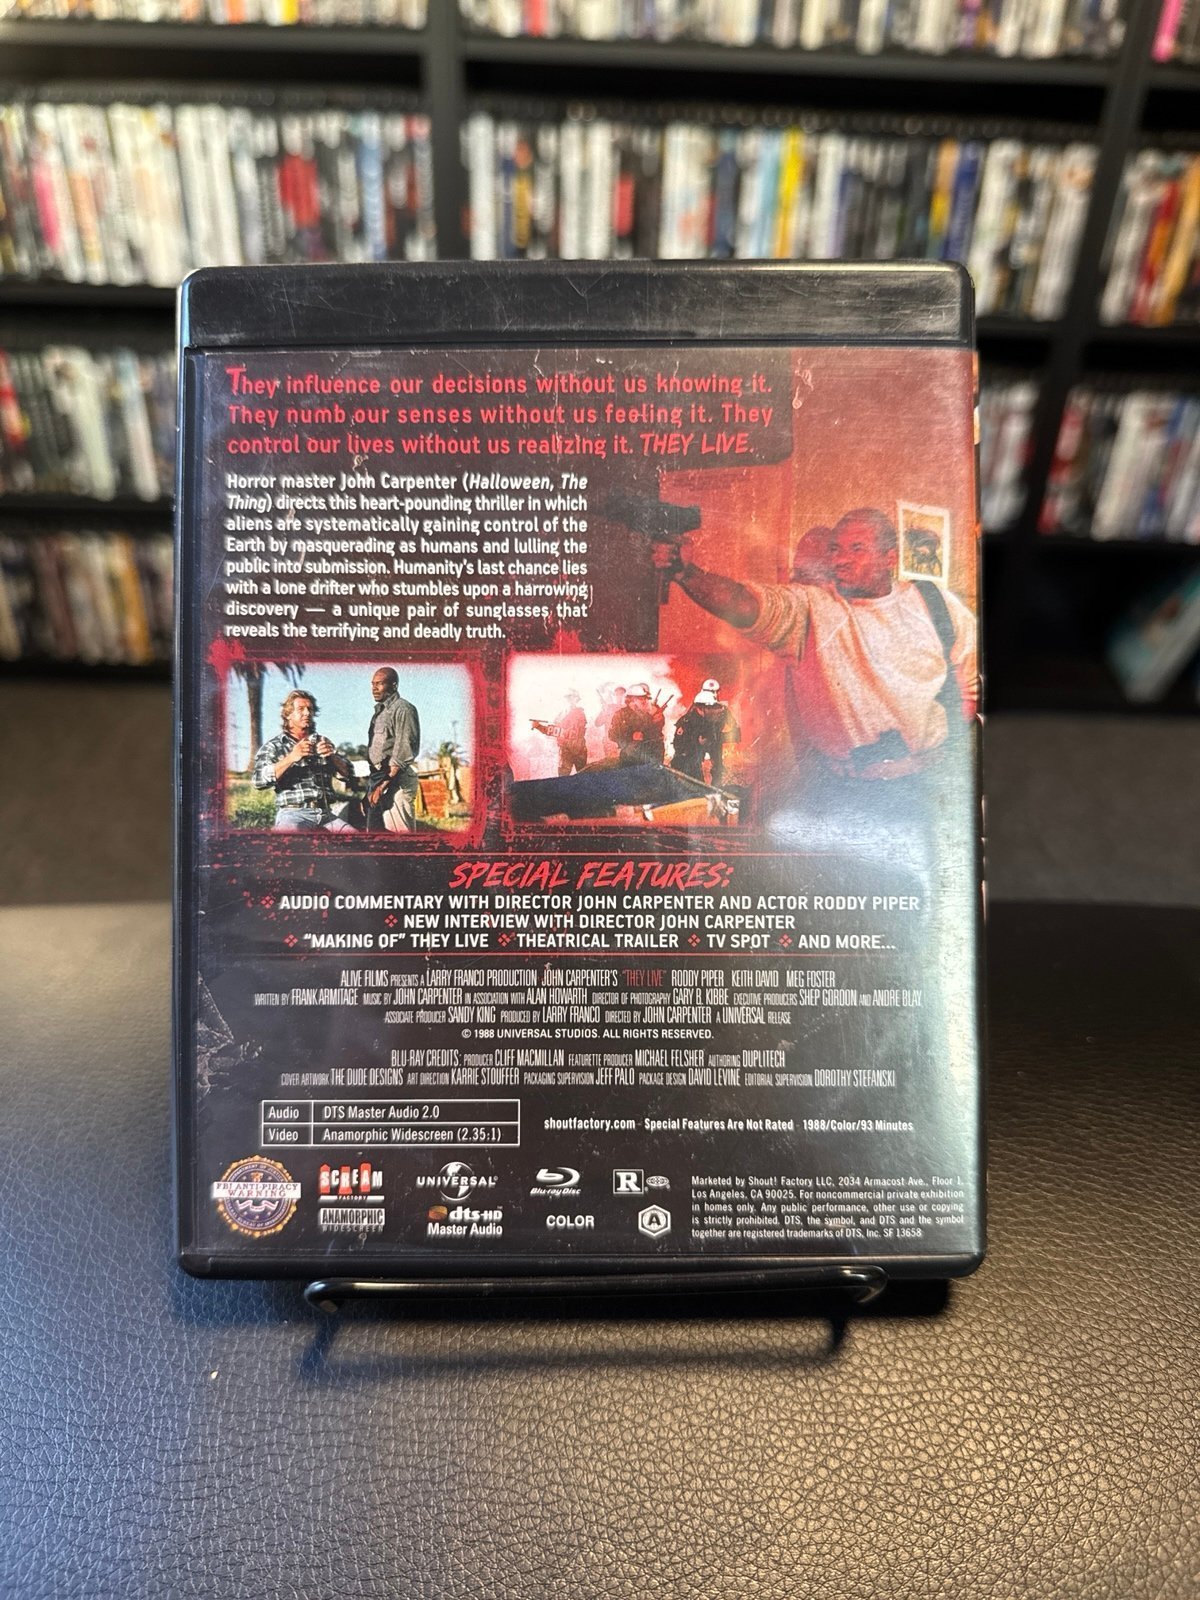 They influence our decisions without us knowing it.
They numb our senses without us feeling it. They
control our lives without us realizing it. THEY LIVE.
Horror master John Carpenter (Halloween, The
Thing) directs this heart-pounding thriller in which
aliens are systematically gaining control of the
Earth by masquerading as humans and lulling the
public into submission. Humanity's last chance lies
with a lone drifter who stumbles upon a harrowing
discovery — a unique pair of sunglasses that
reveals the terrifying and deadly truth.
POLICE
SPECIAL FEATURES:
❖ AUDIO COMMENTARY WITH DIRECTOR JOHN CARPENTER AND ACTOR RODDY PIPER
❖ NEW INTERVIEW WITH DIRECTOR JOHN CARPENTER
❖ "MAKING OF" THEY LIVE ❖ THEATRICAL TRAILER ❖ TV SPOT ❖ AND MORE...
ALIVE FILMS PRESENTS A LARRY FRANCO PRODUCTION JOHN CARPENTER'S "THEY LIVE" RODDY PIPER KEITH DAVID MEG FOSTER
WRITTEN BY FRANK ARMITAGE MUSIC BY JOHN CARPENTER IN ASSOCIATION WITH ALAN HOWARTH DIRECTOR OF PHOTOGRAPHY GARY B. KIBBE EXECUTIVE PRODUCERS SHEP GORDON AND ANDRE BLAY
ASSOCIATE PRODUCER SANDY KING PRODUCED BY LARRY FRANCO DIRECTED BY JOHN CARPENTER A UNIVERSAL RELEASE
© 1988 UNIVERSAL STUDIOS. ALL RIGHTS RESERVED.
BLU-RAY CREDITS: PRODUCER CLIFF MACMILLAN FEATURETTE PRODUCER MICHAEL FELSHER AUTHORING DUPLITECH
COVER ARTWORK THE DUDE DESIGNS ART DIRECTION KARRIE STOUFFER PACKAGING SUPERVISION JEFF PALO PACKAGE DESIGN DAVID LEVINE EDITORIAL SUPERVISION DOROTHY STEFANSKI
Audio DTS Master Audio 2.0
Video Anamorphic Widescreen (2.35:1)
shoutfactory.com · Special Features Are Not Rated · 1988/Color/93 Minutes
FBI ANTI-PIRACY
WARNING
SCREAM
FACTORY
ANAMORPHIC
WIDESCREEN
UNIVERSAL
dts-HD
Master Audio
Blu-ray Disc
COLOR
R
A
Marketed by Shout! Factory LLC, 2034 Armacost Ave., Floor 1,
Los Angeles, CA 90025. For noncommercial private exhibition
in homes only. Any public performance, other use or copying
is strictly prohibited. DTS, the symbol, and DTS and the symbol
together are registered trademarks of DTS, Inc. SF 13658